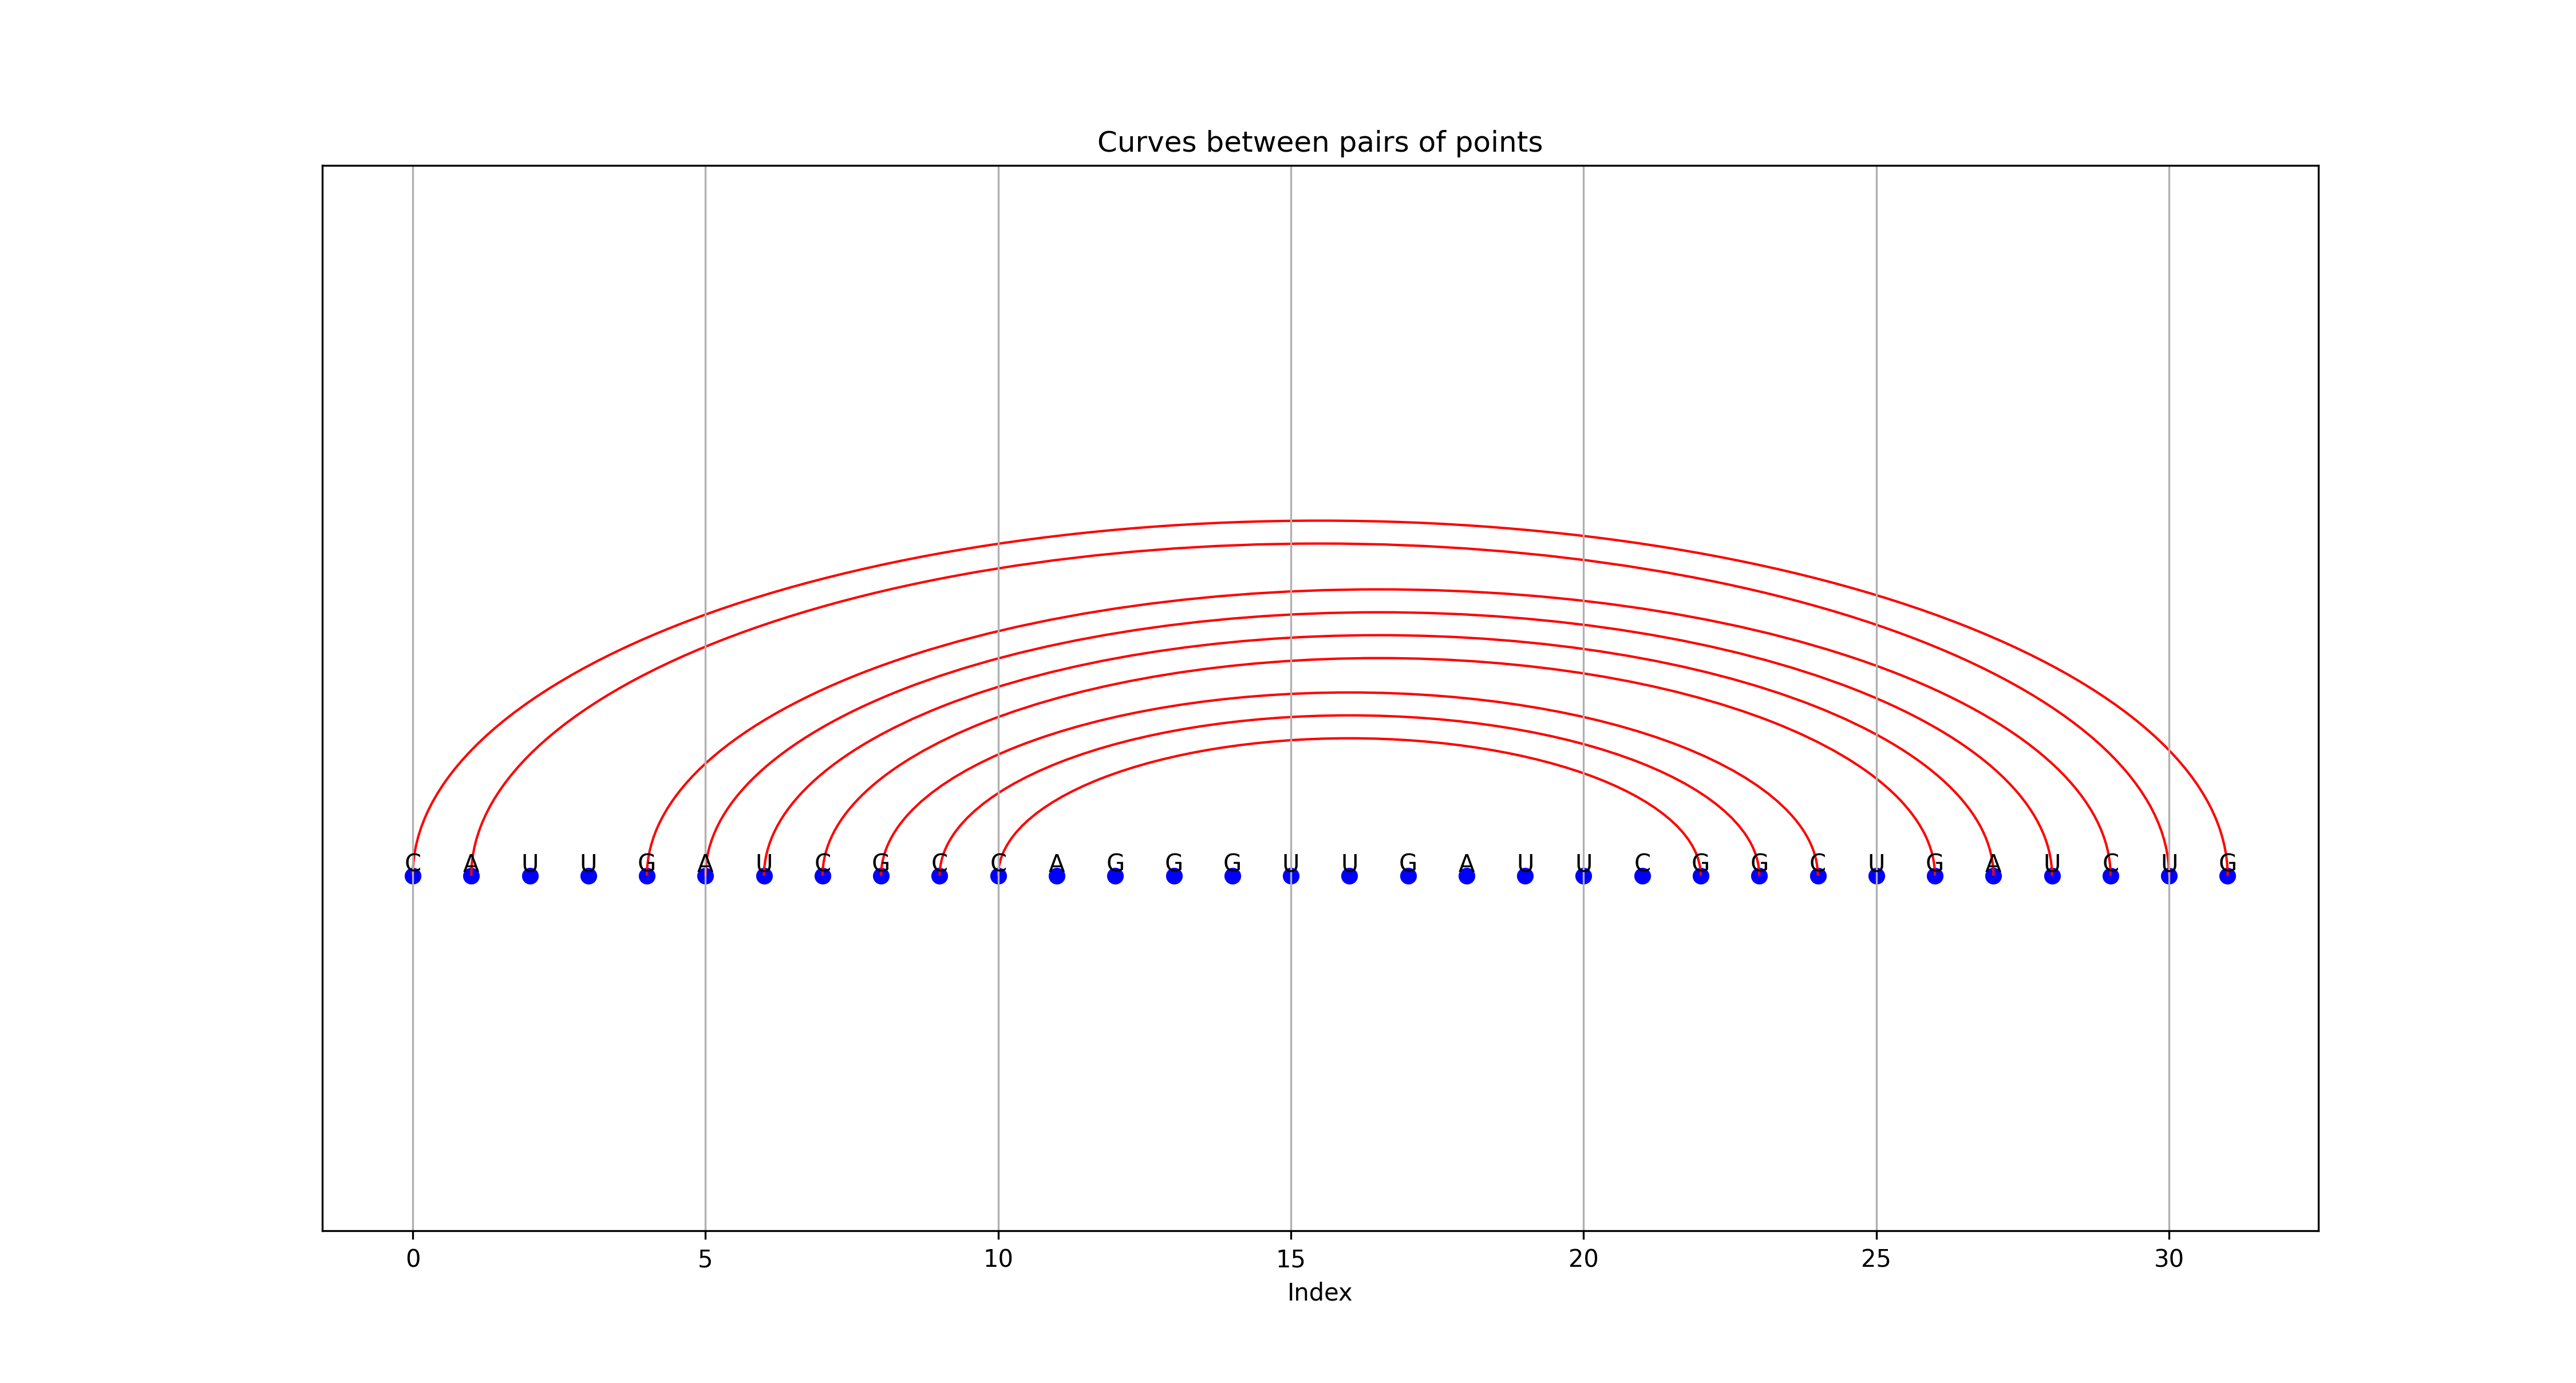 Curves between pairs of points
C A U U G A U C G C C A G G G U U G A U U C G G C U G A U C U G
0 5 10 15 20 25 30
Index